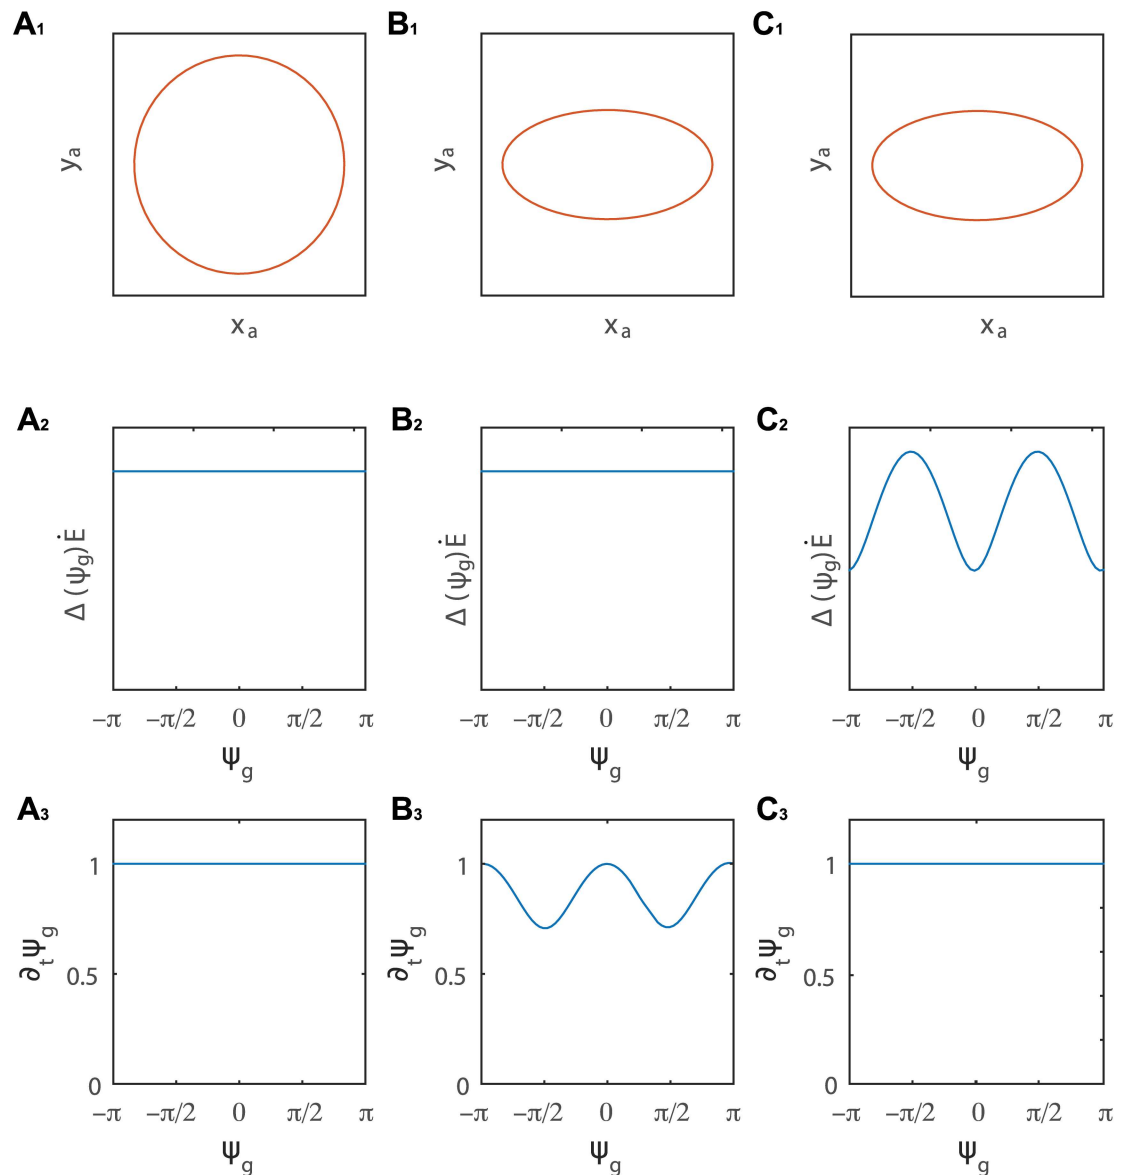 A₁ B₁ C₁
yₐ yₐ yₐ
xₐ xₐ xₐ
A₂ B₂ C₂
Δ (ψg) Ė Δ (ψg) Ė Δ (ψg) Ė
−π −π/2 0 π/2 π −π −π/2 0 π/2 π −π −π/2 0 π/2 π
ψg ψg ψg
A₃ B₃ C₃
1 1 1
∂ₜψg ∂ₜψg ∂ₜψg
0.5 0.5 0.5
0 0 0
−π −π/2 0 π/2 π −π −π/2 0 π/2 π −π −π/2 0 π/2 π
ψg ψg ψg